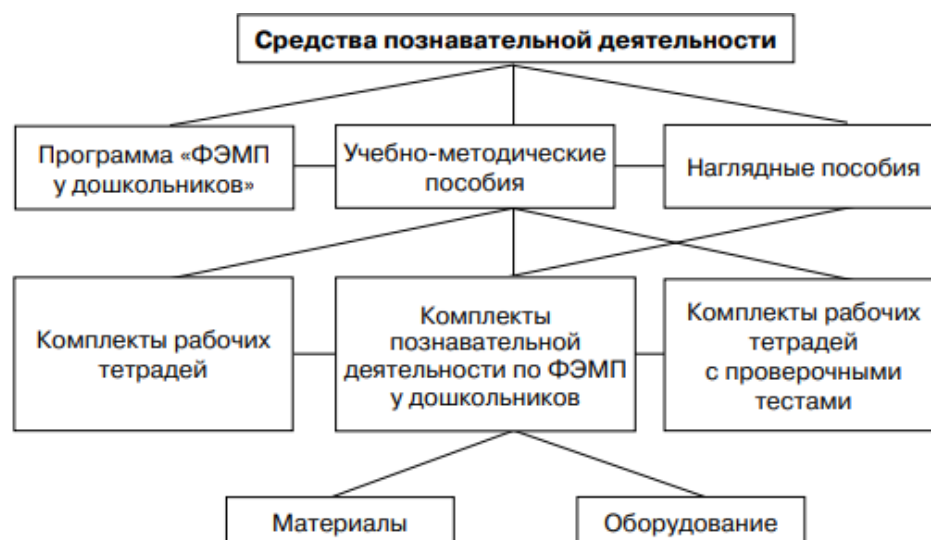 Средства познавательной деятельности
Программа «ФЭМП
у дошкольников»
Учебно-методические
пособия
Наглядные пособия
Комплекты рабочих
тетрадей
Комплекты
познавательной
деятельности по ФЭМП
у дошкольников
Комплекты рабочих
тетрадей
с проверочными
тестами
Материалы
Оборудование